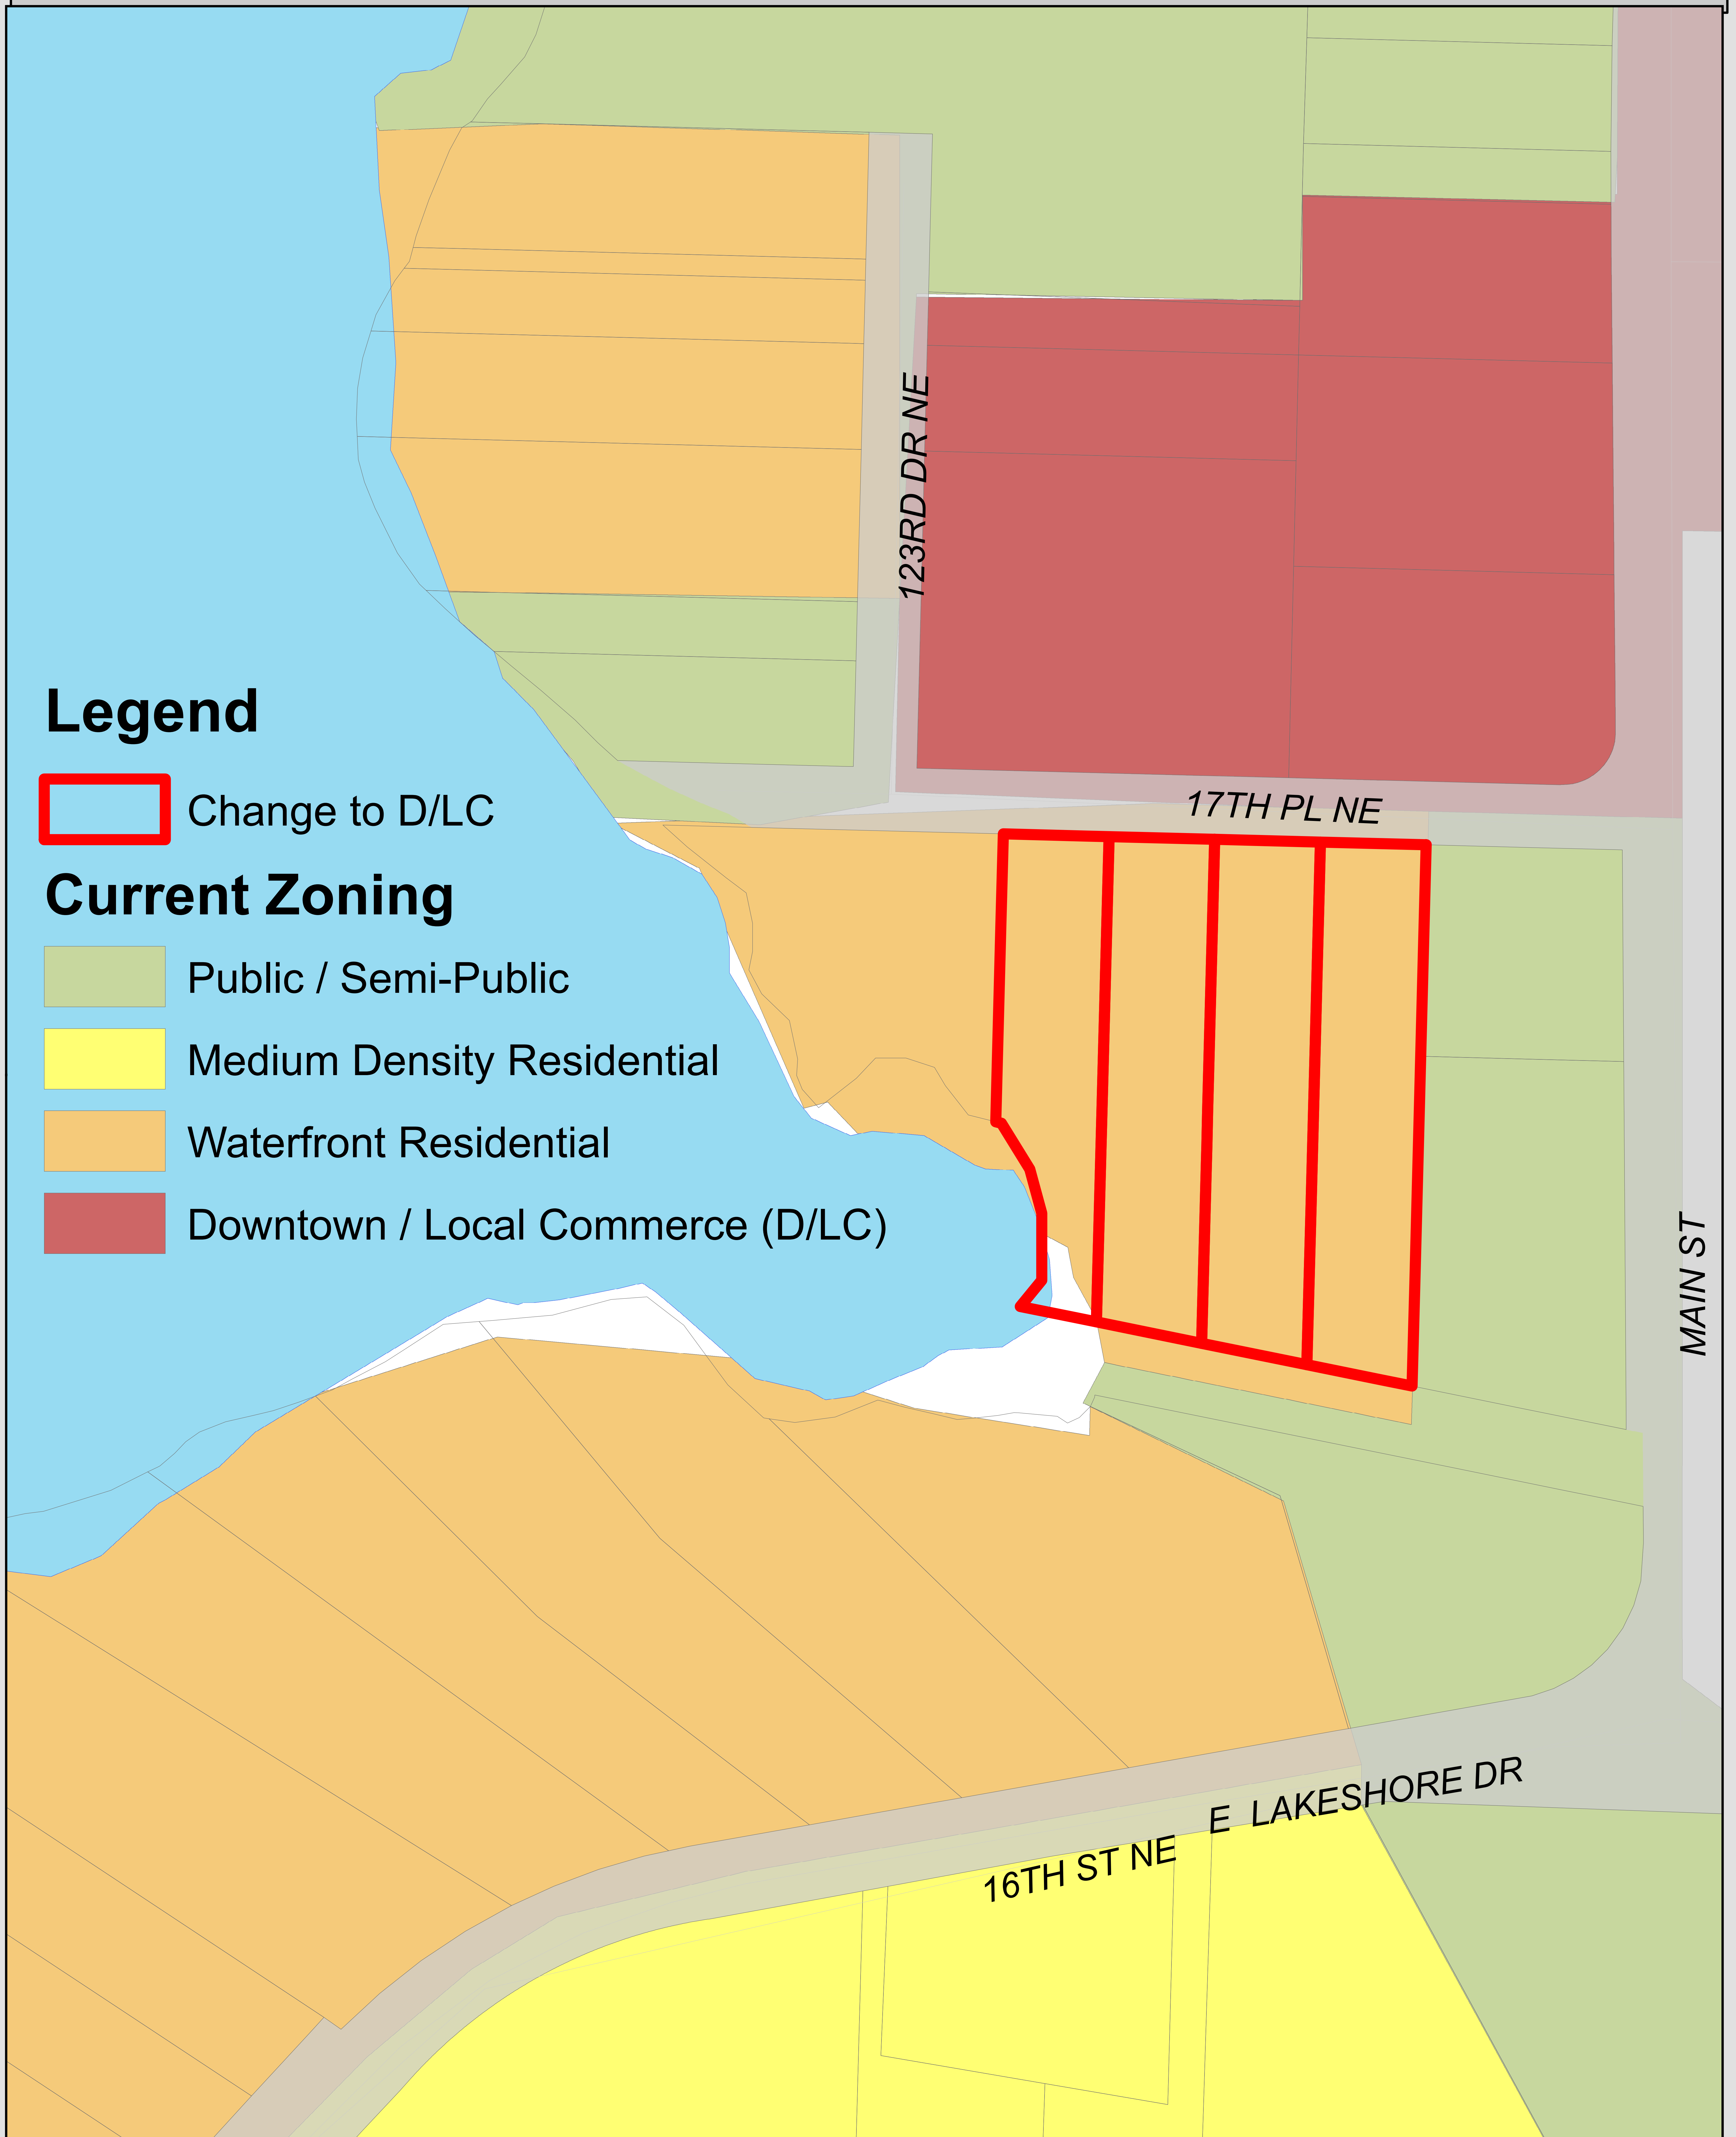 123RD DR NE
Legend
Change to D/LC
17TH PL NE
Current Zoning
Public / Semi-Public
Medium Density Residential
Waterfront Residential
Downtown / Local Commerce (D/LC)
MAIN ST
E LAKESHORE DR
16TH ST NE